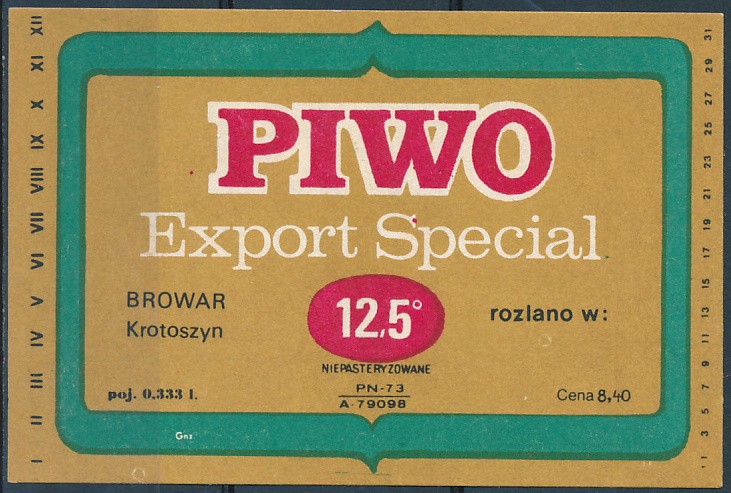 PIWO
Export Special
BROWAR
Krotoszyn
12,5°
rozlano w:
NIEPASTERYZOWANE
poj. 0,333 l.
PN-73
A-79098
Cena 8,40
Gnz
I II III IV V VI VII VIII IX X XI XII
1 3 5 7 9 11 13 15 17 19 21 23 25 27 29 31